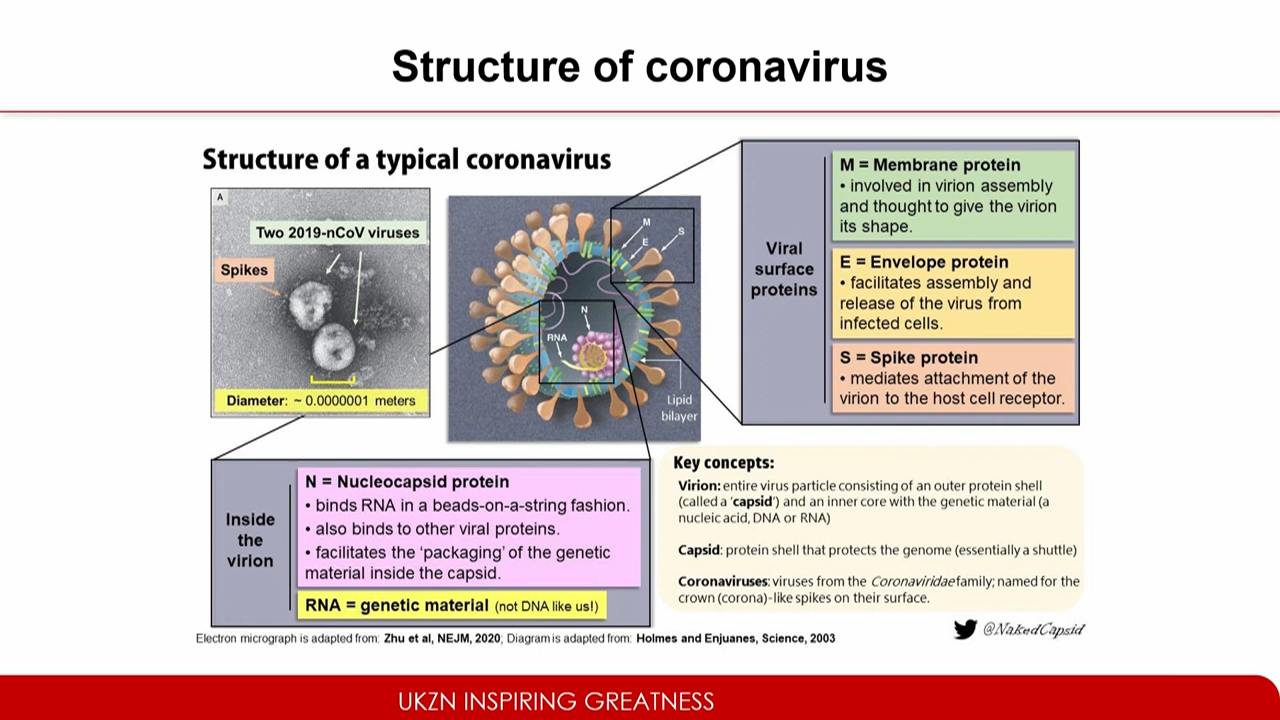 Structure of coronavirus
Structure of a typical coronavirus
A
Two 2019-nCoV viruses
Spikes
Diameter: ~ 0.0000001 meters
M
S
E
N
RNA
Lipid
bilayer
Viral
surface
proteins
M = Membrane protein
• involved in virion assembly
and thought to give the virion
its shape.
E = Envelope protein
• facilitates assembly and
release of the virus from
infected cells.
S = Spike protein
• mediates attachment of the
virion to the host cell receptor.
Inside
the
virion
N = Nucleocapsid protein
• binds RNA in a beads-on-a-string fashion.
• also binds to other viral proteins.
• facilitates the ‘packaging’ of the genetic
material inside the capsid.
RNA = genetic material (not DNA like us!)
Key concepts:
Virion: entire virus particle consisting of an outer protein shell
(called a ‘capsid’) and an inner core with the genetic material (a
nucleic acid, DNA or RNA)
Capsid: protein shell that protects the genome (essentially a shuttle)
Coronaviruses: viruses from the Coronaviridae family; named for the
crown (corona)-like spikes on their surface.
Electron micrograph is adapted from: Zhu et al, NEJM, 2020; Diagram is adapted from: Holmes and Enjuanes, Science, 2003
@NakedCapsid
UKZN INSPIRING GREATNESS